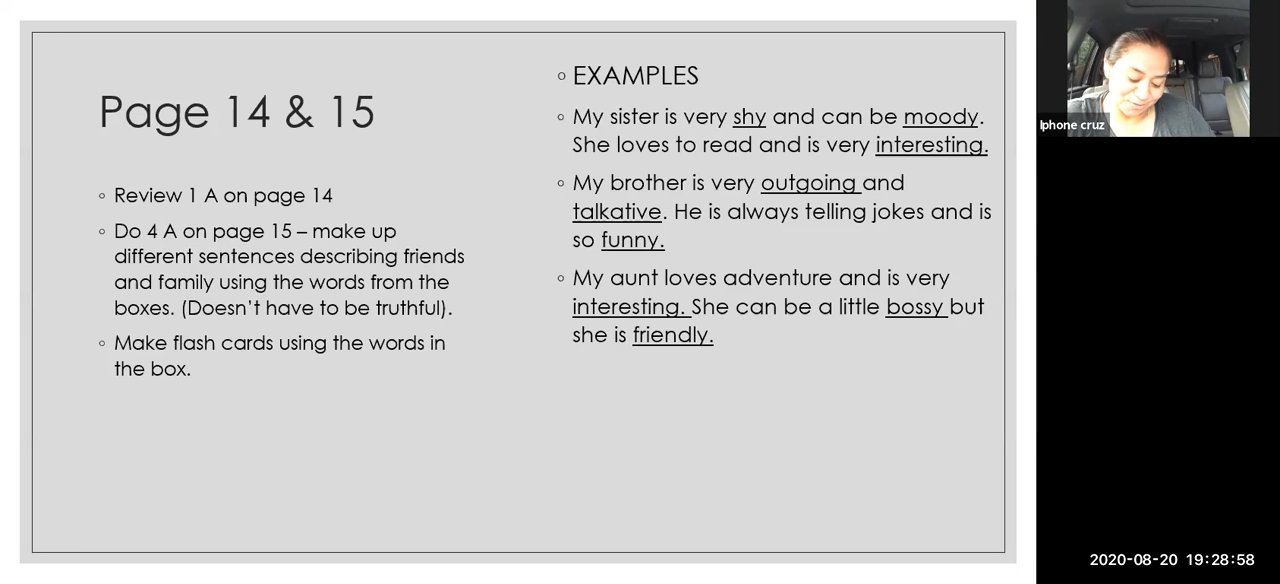 Page 14 & 15
◦ Review 1 A on page 14
◦ Do 4 A on page 15 – make up
different sentences describing friends
and family using the words from the
boxes. (Doesn't have to be truthful).
◦ Make flash cards using the words in
the box.
◦ EXAMPLES
◦ My sister is very shy and can be moody.
She loves to read and is very interesting.
◦ My brother is very outgoing and
talkative. He is always telling jokes and is
so funny.
◦ My aunt loves adventure and is very
interesting. She can be a little bossy but
she is friendly.
Iphone cruz
2020-08-20 19:28:58